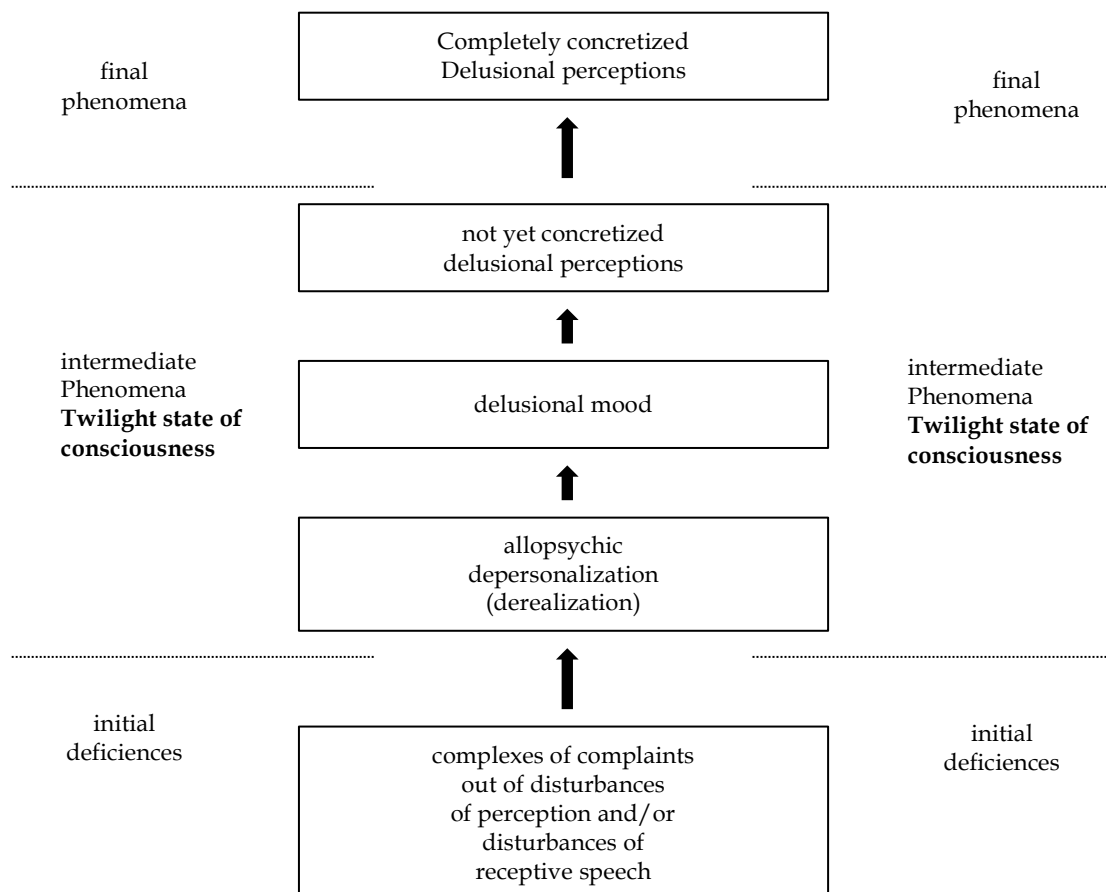 Completely concretized
Delusional perceptions
final
phenomena
final
phenomena
not yet concretized
delusional perceptions
intermediate
Phenomena
Twilight state of
consciousness
delusional mood
intermediate
Phenomena
Twilight state of
consciousness
allopsychic
depersonalization
(derealization)
initial
deficiences
complexes of complaints
out of disturbances
of perception and/or
disturbances of
receptive speech
initial
deficiences